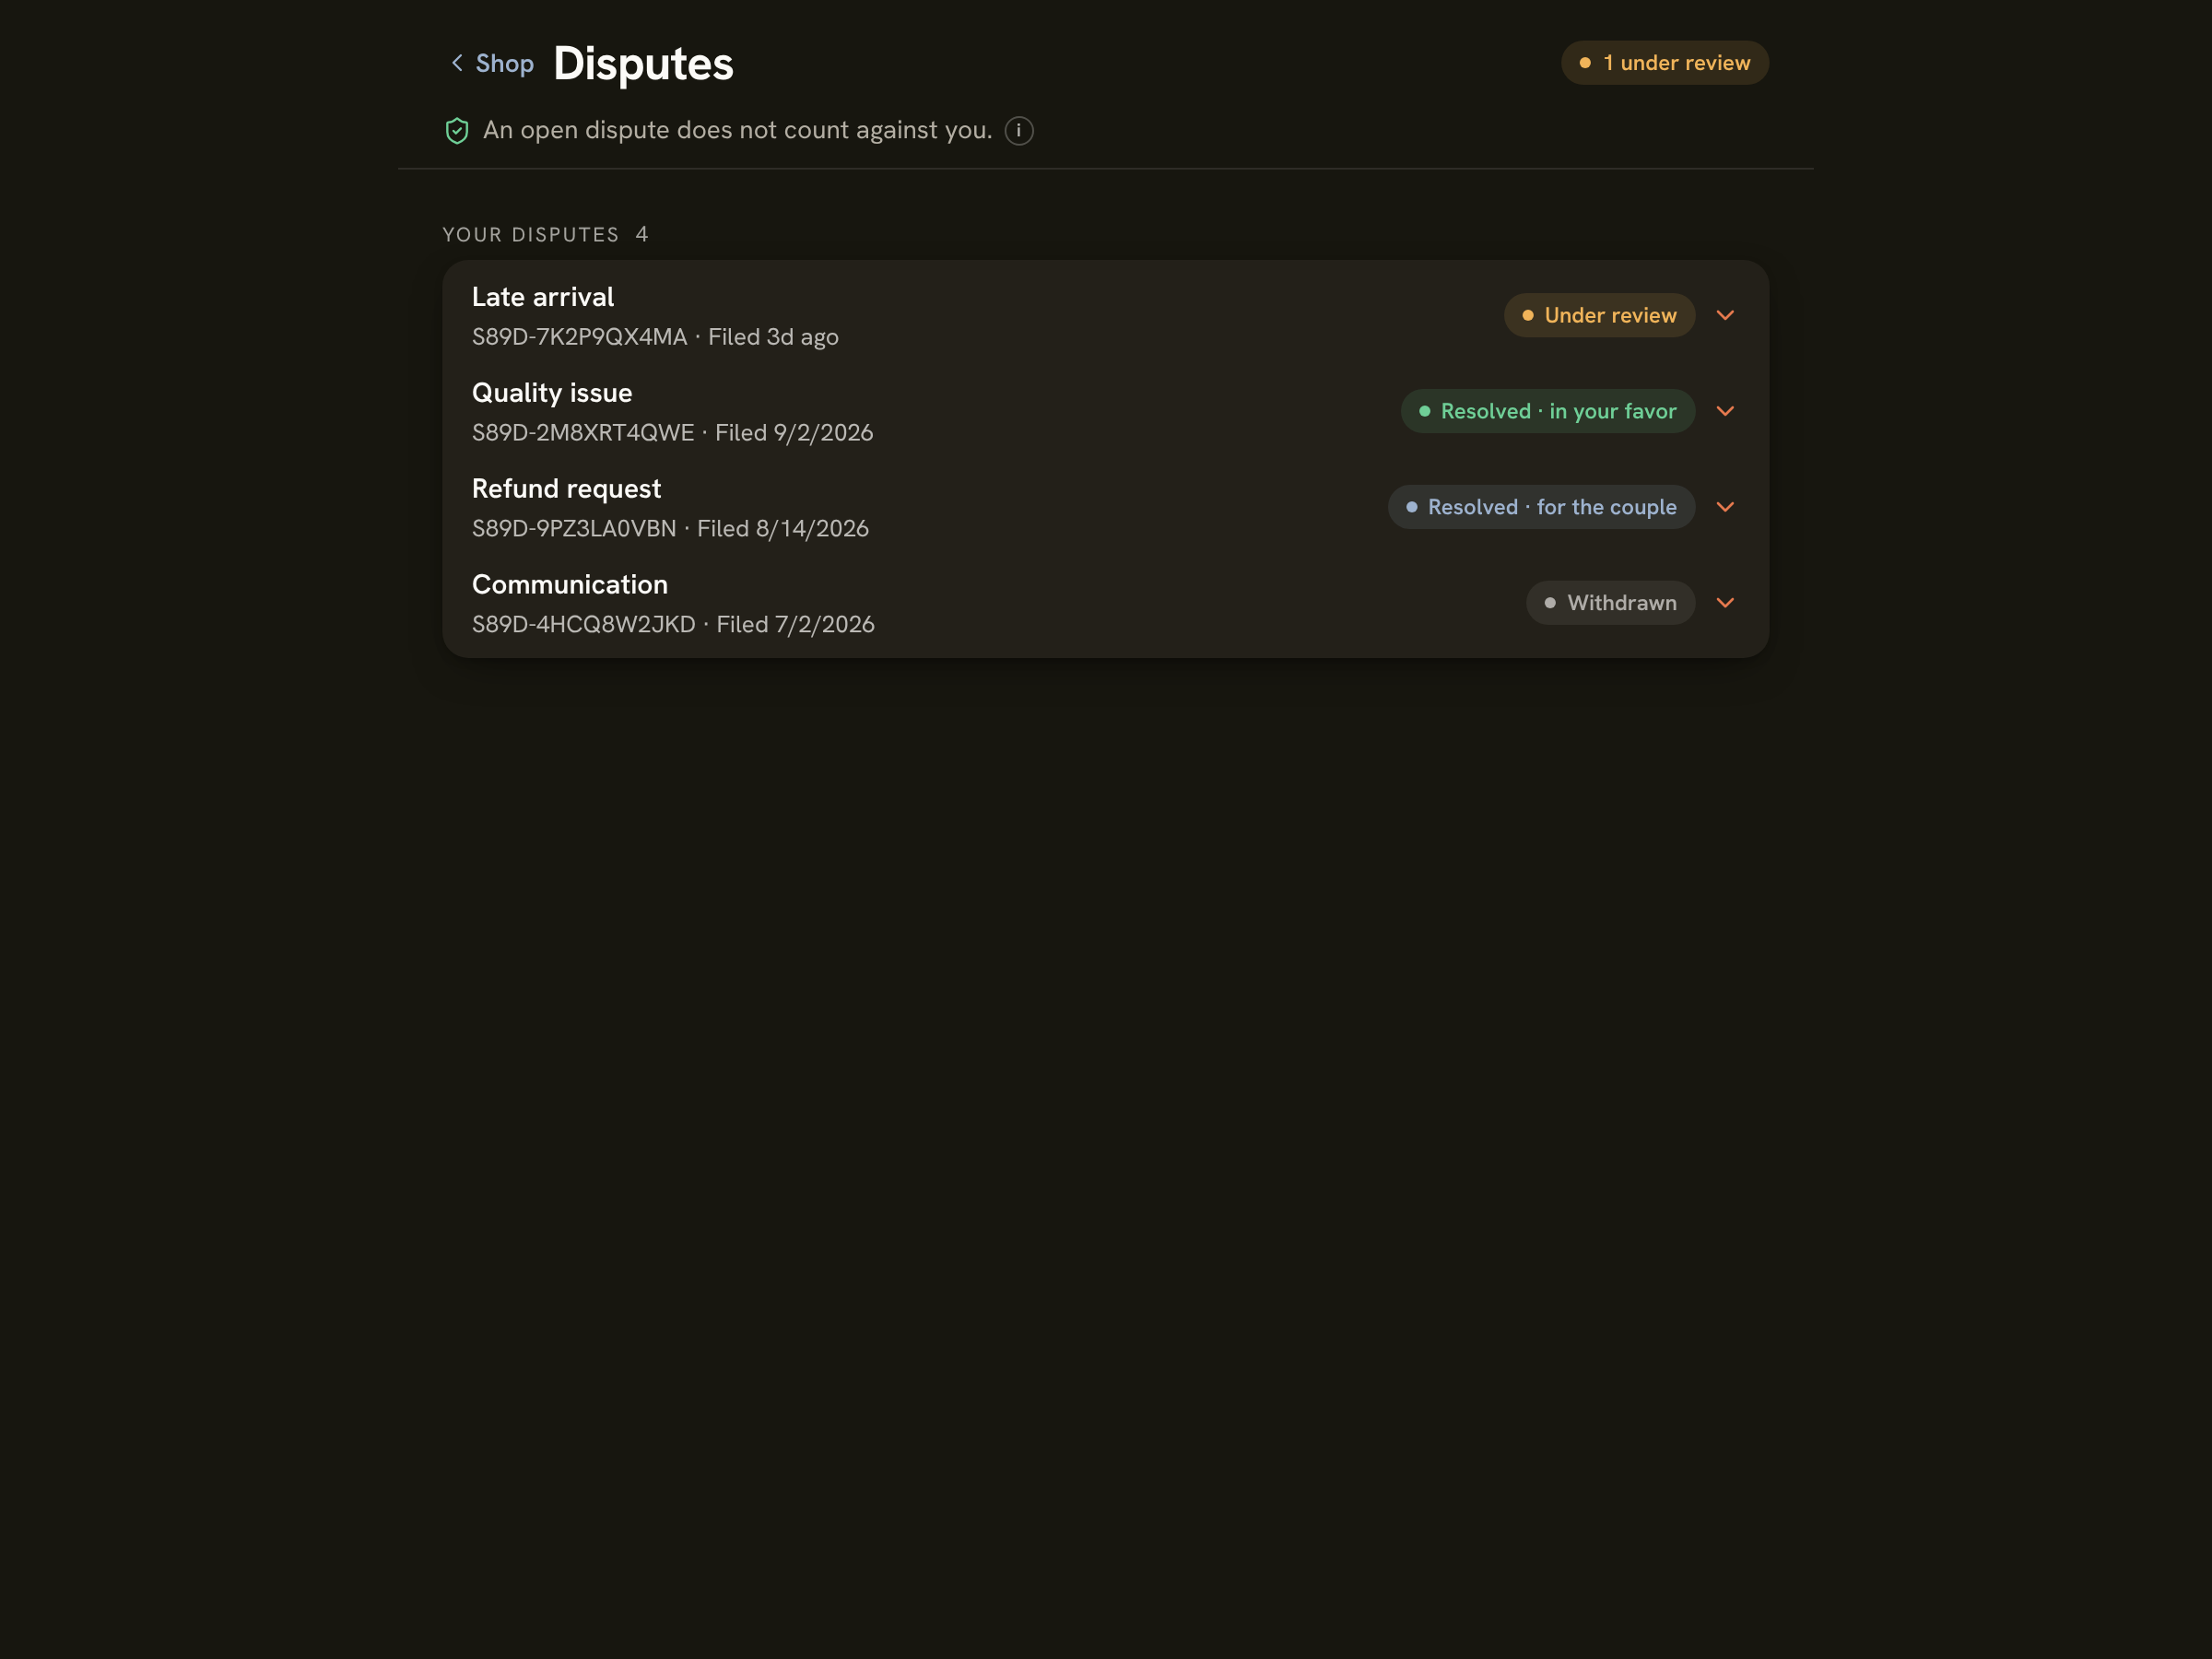 Shop Disputes
1 under review
An open dispute does not count against you.
YOUR DISPUTES 4
Late arrival
S89D-7K2P9QX4MA · Filed 3d ago
Under review
Quality issue
S89D-2M8XRT4QWE · Filed 9/2/2026
Resolved · in your favor
Refund request
S89D-9PZ3LA0VBN · Filed 8/14/2026
Resolved · for the couple
Communication
S89D-4HCQ8W2JKD · Filed 7/2/2026
Withdrawn